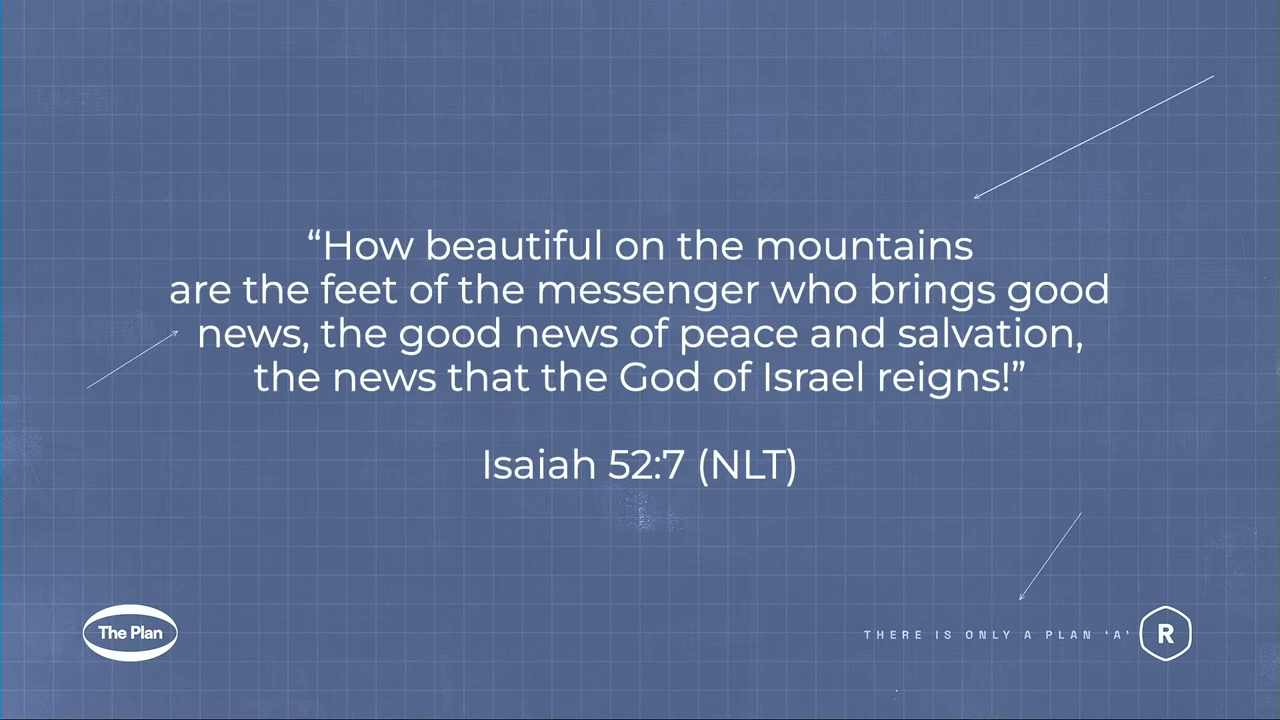 “How beautiful on the mountains
are the feet of the messenger who brings good
news, the good news of peace and salvation,
the news that the God of Israel reigns!”
Isaiah 52:7 (NLT)
The Plan
THERE IS ONLY A PLAN ‘A’
R